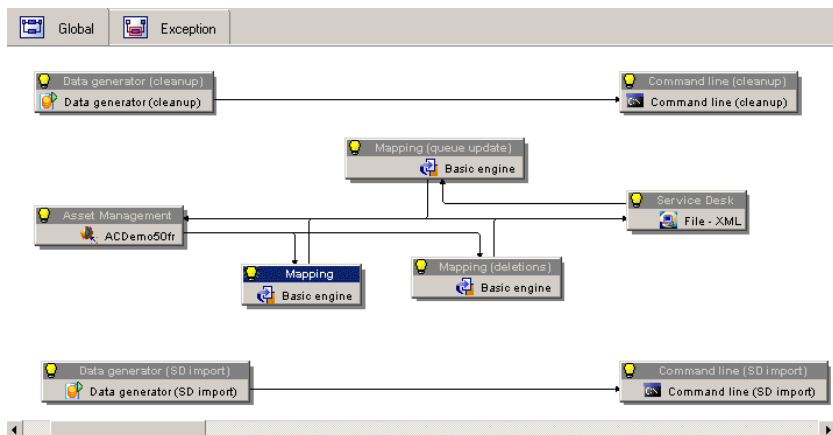 Global
Exception
Data generator (cleanup)
Data generator (cleanup)
Command line (cleanup)
Command line (cleanup)
Mapping (queue update)
Basic engine
Asset Management
ACDemo50fr
Service Desk
File - XML
Mapping
Basic engine
Mapping (deletions)
Basic engine
Data generator (SD import)
Data generator (SD import)
Command line (SD import)
Command line (SD import)